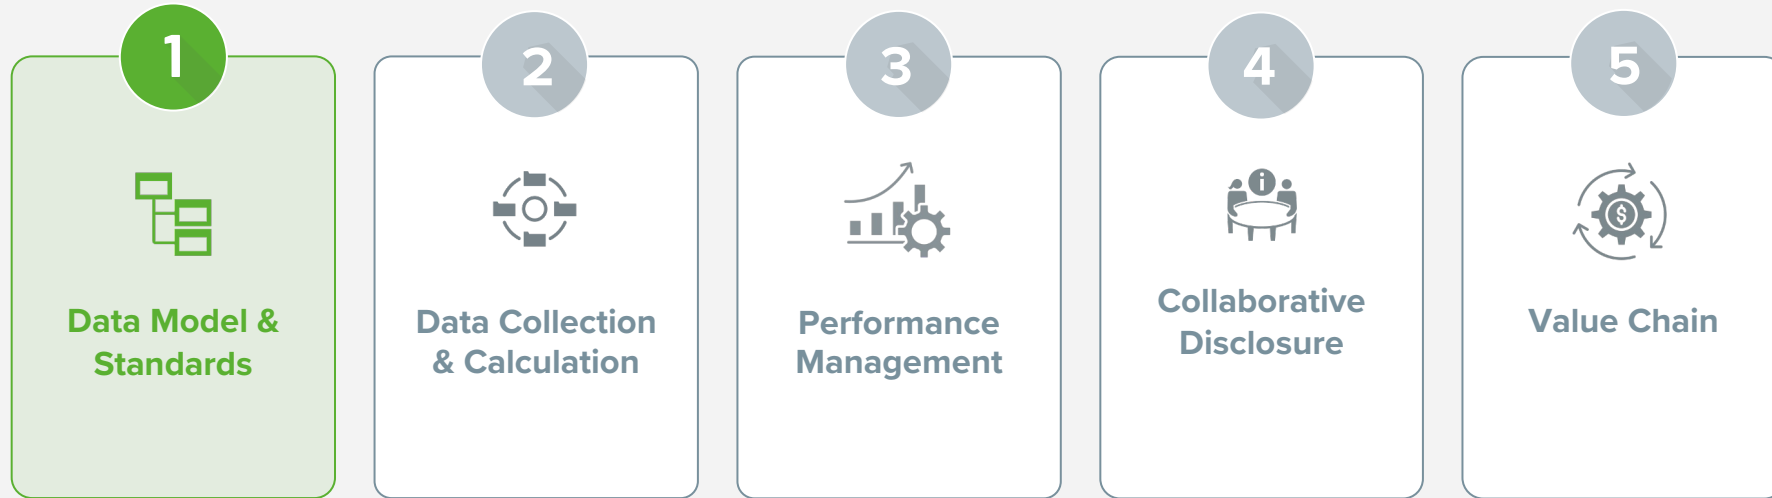 1
Data Model &
Standards
2
Data Collection
& Calculation
3
Performance
Management
4
i
Collaborative
Disclosure
5
$
Value Chain